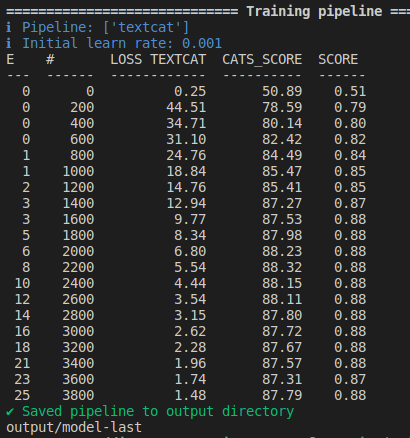 ============================= Training pipeline ===
ℹ Pipeline: ['textcat']
ℹ Initial learn rate: 0.001
E    #       LOSS TEXTCAT  CATS_SCORE  SCORE
---  ------  ------------  ----------  ------
  0       0          0.25       50.89    0.51
  0     200         44.51       78.59    0.79
  0     400         34.71       80.14    0.80
  0     600         31.10       82.42    0.82
  1     800         24.76       84.49    0.84
  1    1000         18.84       85.47    0.85
  2    1200         14.76       85.41    0.85
  3    1400         12.94       87.27    0.87
  3    1600          9.77       87.53    0.88
  5    1800          8.34       87.98    0.88
  6    2000          6.80       88.23    0.88
  8    2200          5.54       88.32    0.88
 10    2400          4.44       88.15    0.88
 12    2600          3.54       88.11    0.88
 14    2800          3.15       87.80    0.88
 16    3000          2.62       87.72    0.88
 18    3200          2.28       87.67    0.88
 21    3400          1.96       87.57    0.88
 23    3600          1.74       87.31    0.87
 25    3800          1.48       87.79    0.88
✔ Saved pipeline to output directory
output/model-last